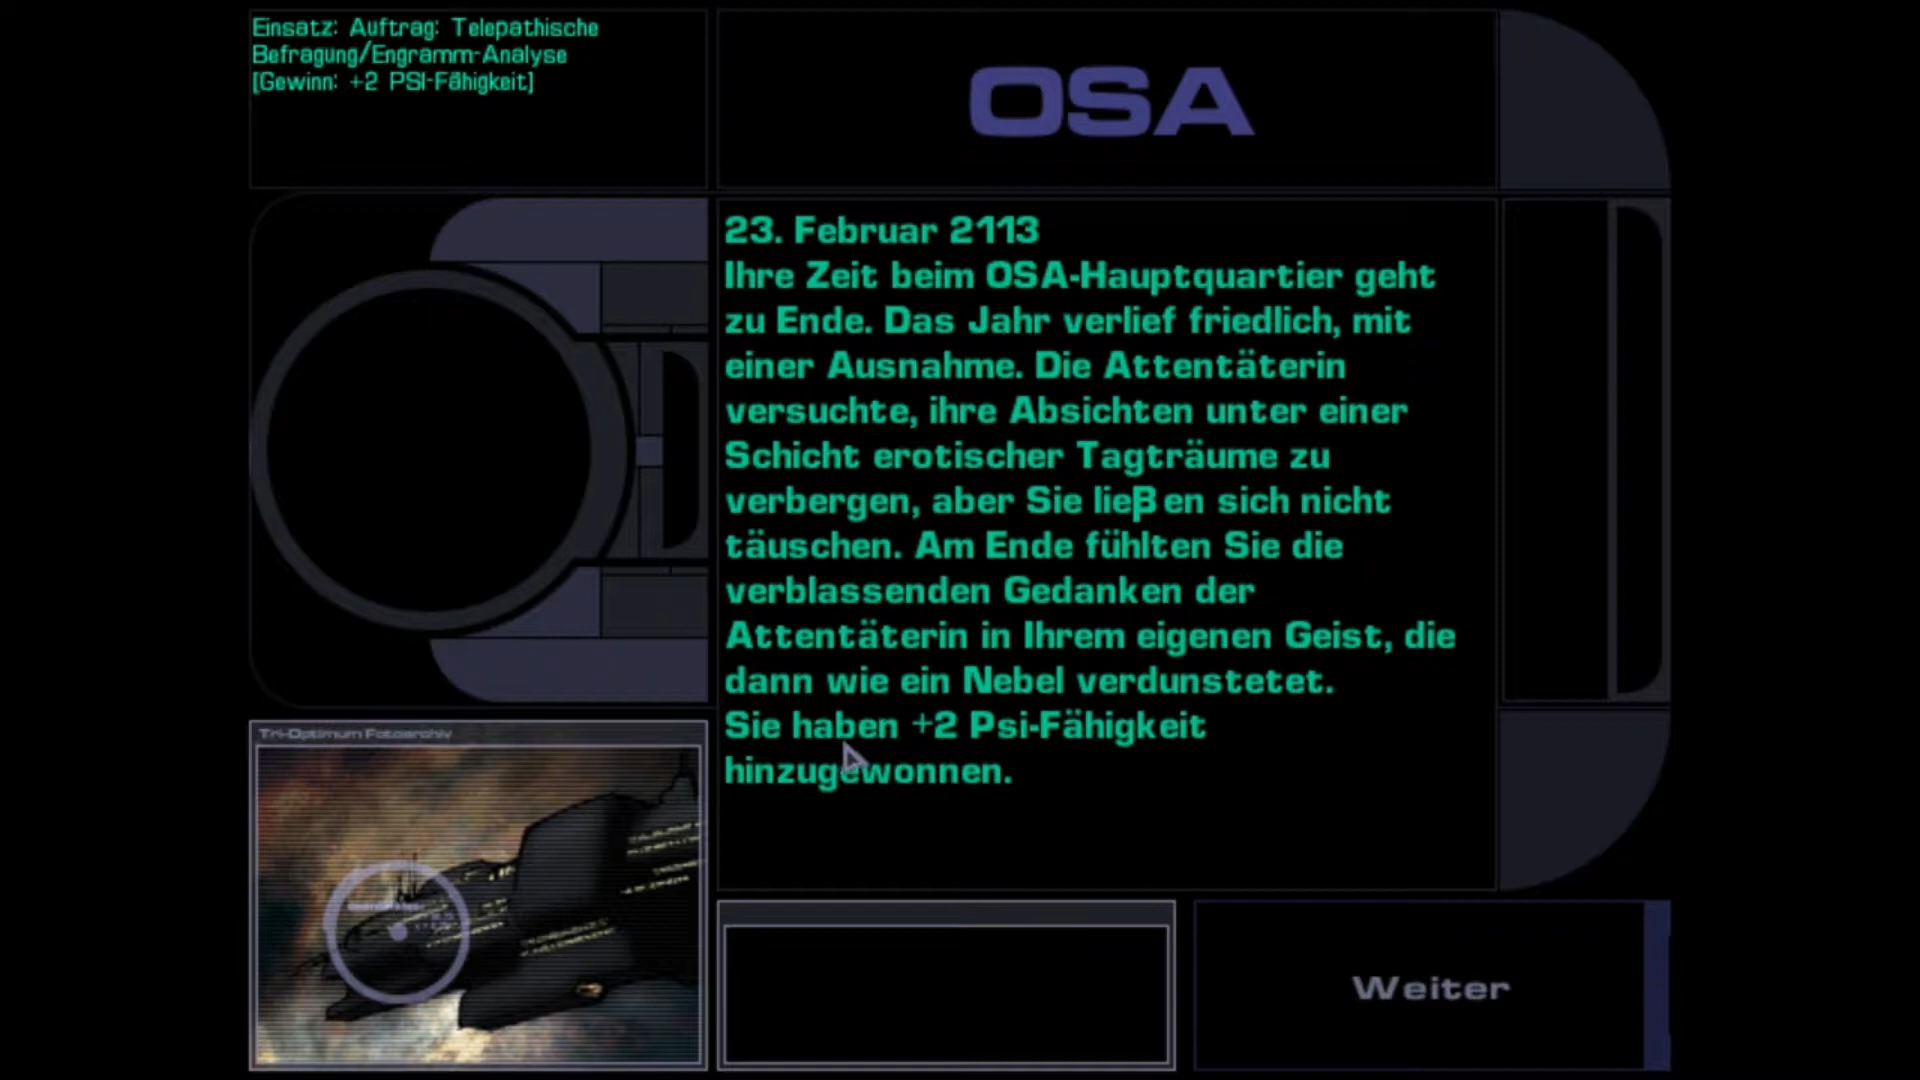 Einsatz: Auftrag: Telepathische
Befragung/Engramm-Analyse
[Gewinn: +2 PSI-Fähigkeit]
OSA
23. Februar 2113
Ihre Zeit beim OSA-Hauptquartier geht
zu Ende. Das Jahr verlief friedlich, mit
einer Ausnahme. Die Attentäterin
versuchte, ihre Absichten unter einer
Schicht erotischer Tagträume zu
verbergen, aber Sie ließen sich nicht
täuschen. Am Ende fühlten Sie die
verblassenden Gedanken der
Attentäterin in Ihrem eigenen Geist, die
dann wie ein Nebel verdunstetet.
Sie haben +2 Psi-Fähigkeit
hinzugewonnen.
Tri-Optimum Fotoarchiv
Weiter